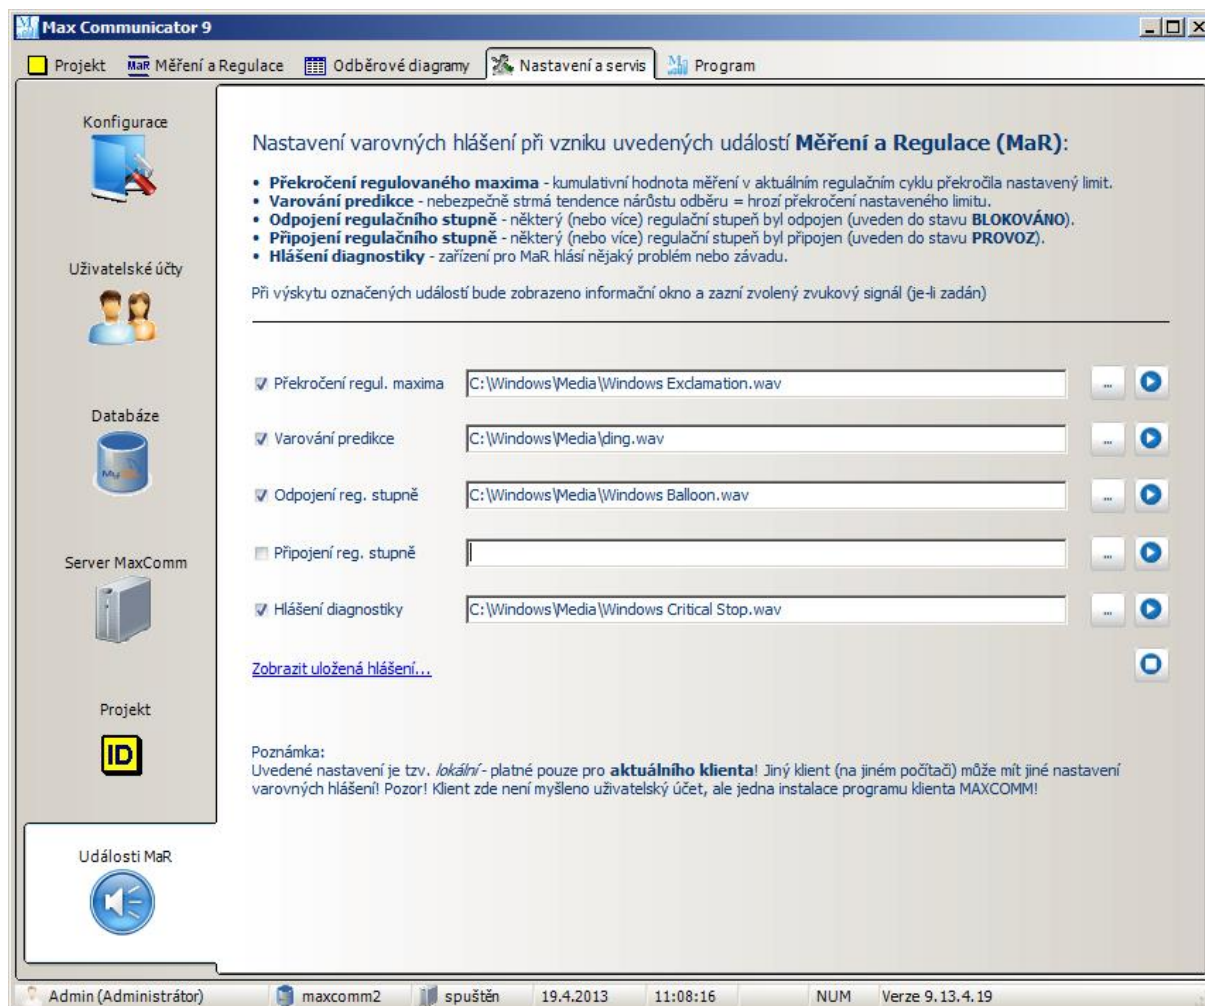 Max Communicator 9
Projekt MaR Měření a Regulace Odběrové diagramy Nastavení a servis Program
Konfigurace
Uživatelské účty
Databáze
Server MaxComm
Projekt
ID
Události MaR
Nastavení varovných hlášení při vzniku uvedených událostí Měření a Regulace (MaR):
• Překročení regulovaného maxima - kumulativní hodnota měření v aktuálním regulačním cyklu překročila nastavený limit.
• Varování predikce - nebezpečně strmá tendence nárůstu odběru = hrozí překročení nastaveného limitu.
• Odpojení regulačního stupně - některý (nebo více) regulační stupeň byl odpojen (uveden do stavu BLOKOVÁNO).
• Připojení regulačního stupně - některý (nebo více) regulační stupeň byl připojen (uveden do stavu PROVOZ).
• Hlášení diagnostiky - zařízení pro MaR hlásí nějaký problém nebo závadu.
Při výskytu označených událostí bude zobrazeno informační okno a zazní zvolený zvukový signál (je-li zadán)
Překročení regul. maxima C:\Windows\Media\Windows Exclamation.wav ...
Varování predikce C:\Windows\Media\ding.wav ...
Odpojení reg. stupně C:\Windows\Media\Windows Balloon.wav ...
Připojení reg. stupně ...
Hlášení diagnostiky C:\Windows\Media\Windows Critical Stop.wav ...
Zobrazit uložená hlášení...
Poznámka:
Uvedené nastavení je tzv. lokální - platné pouze pro aktuálního klienta! Jiný klient (na jiném počítači) může mít jiné nastavení
varovných hlášení! Pozor! Klient zde není myšleno uživatelský účet, ale jedna instalace programu klienta MAXCOMM!
Admin (Administrátor) maxcomm2 spuštěn 19.4.2013 11:08:16 NUM Verze 9.13.4.19